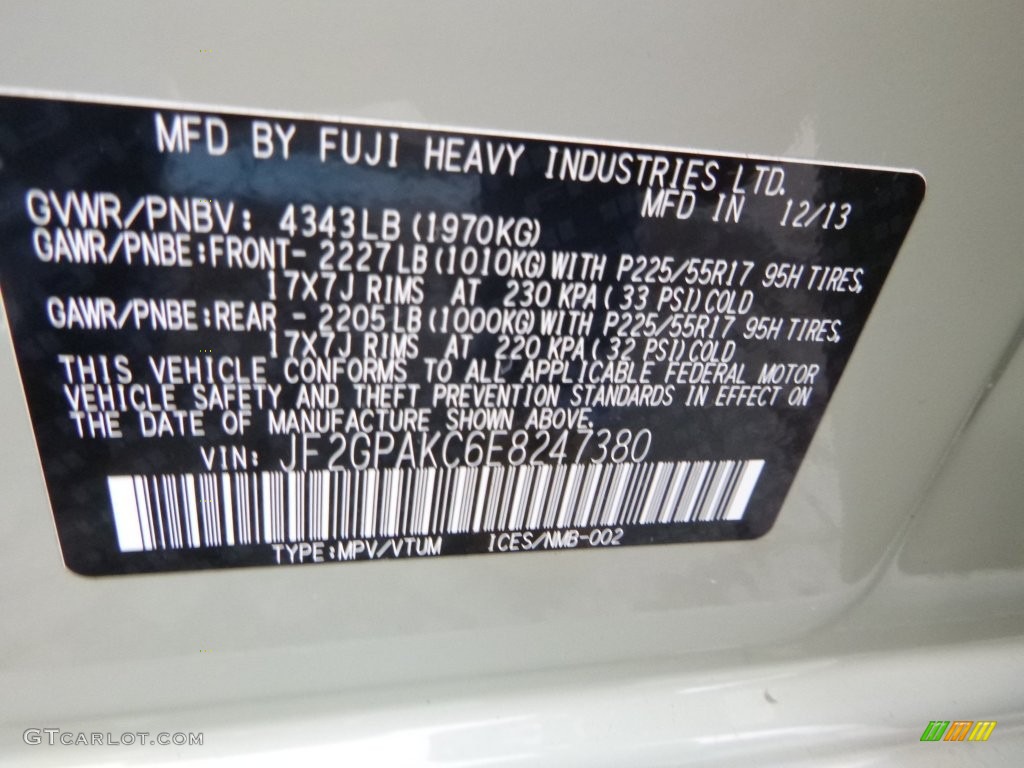 MFD BY FUJI HEAVY INDUSTRIES LTD.
MFD IN 12/13
GVWR/PNBV: 4343LB (1970KG)
GAWR/PNBE:FRONT- 2227LB(1010KG)WITH P225/55R17 95H TIRES,
17X7J RIMS AT 230 KPA( 33 PSI)COLD
GAWR/PNBE:REAR - 2205LB(1000KG)WITH P225/55R17 95H TIRES,
17X7J RIMS AT 220 KPA( 32 PSI)COLD
THIS VEHICLE CONFORMS TO ALL APPLICABLE FEDERAL MOTOR
VEHICLE SAFETY AND THEFT PREVENTION STANDARDS IN EFFECT ON
THE DATE OF MANUFACTURE SHOWN ABOVE.
VIN: JF2GPAKC6E8247380
TYPE:MPV/VTUM ICES/NMB-002
GTCARLOT.COM